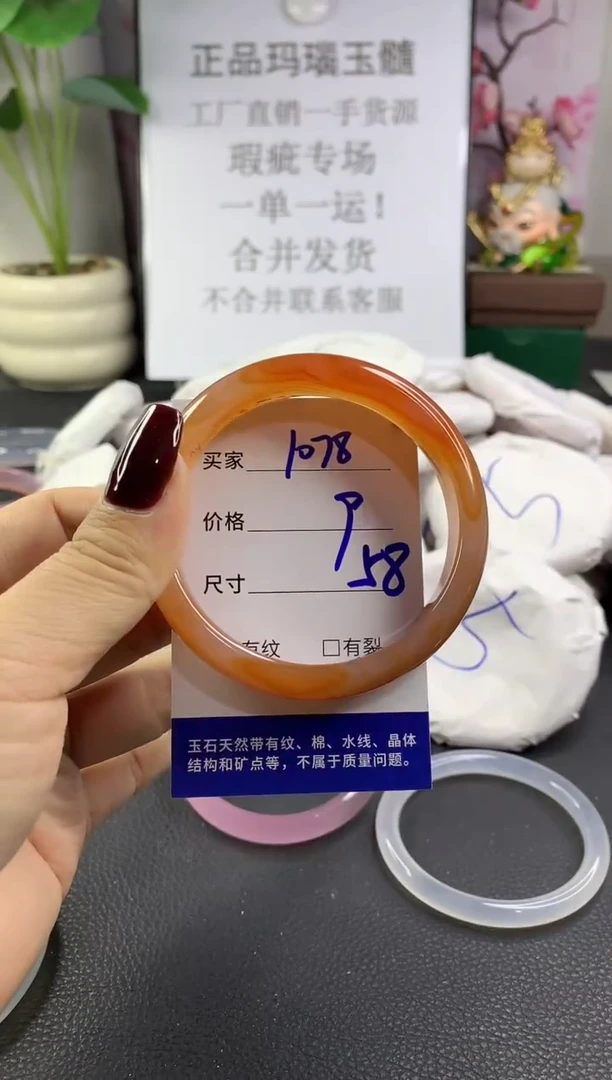 正品玛瑙玉髓
工厂直销一手货源
瑕疵专场
一单一运!
合并发货
不合并联系客服
买家 1078
价格 P
尺寸 58
有纹 □有裂
玉石天然带有纹、棉、水线、晶体
结构和矿点等，不属于质量问题。